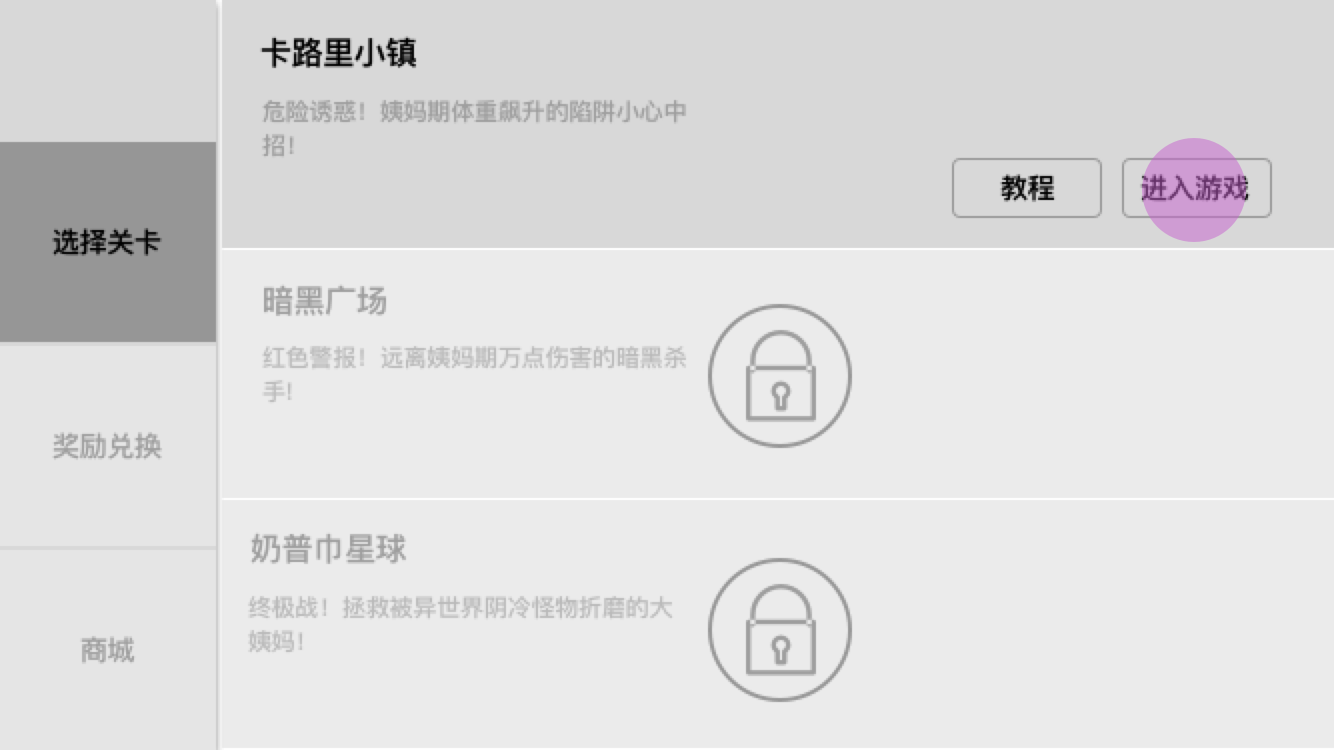 卡路里小镇
危险诱惑！姨妈期体重飙升的陷阱小心中
招！
教程
进入游戏
选择关卡
暗黑广场
红色警报！远离姨妈期万点伤害的暗黑杀
手！
奖励兑换
奶普巾星球
终极战！拯救被异世界阴冷怪物折磨的大
姨妈！
商城